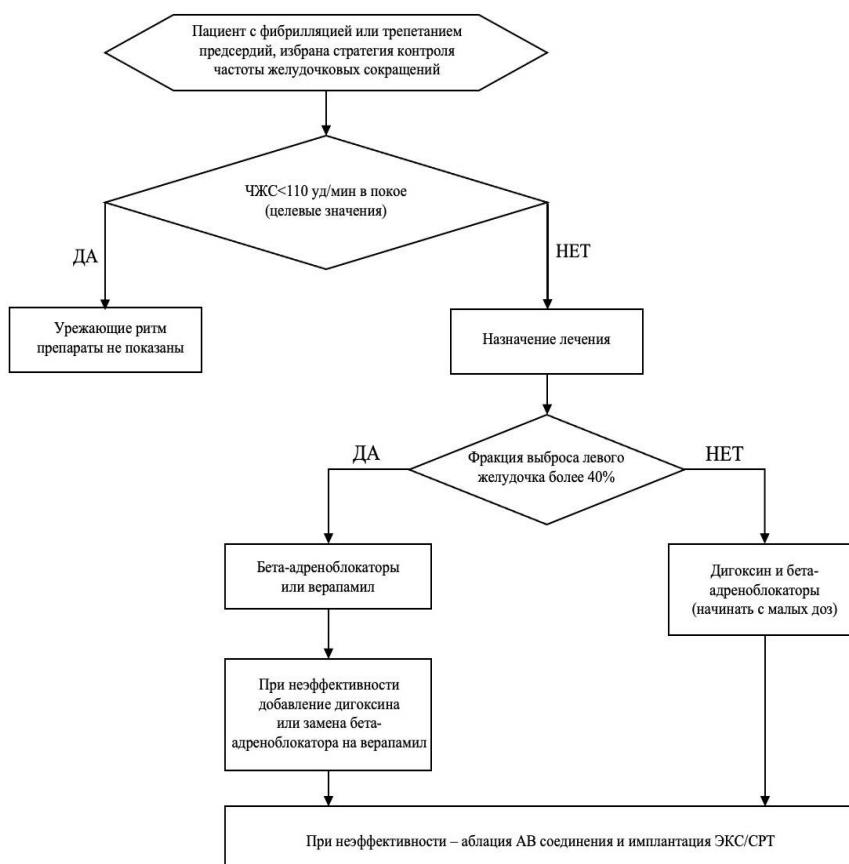 Пациент с фибрилляцией или трепетанием
предсердий, избрана стратегия контроля
частоты желудочковых сокращений
ЧЖС<110 уд/мин в покое
(целевые значения)
ДА
НЕТ
Урежающие ритм
препараты не показаны
Назначение лечения
ДА
НЕТ
Фракция выброса левого
желудочка более 40%
Бета-адреноблокаторы
или верапамил
Дигоксин и бета-
адреноблокаторы
(начинать с малых доз)
При неэффективности
добавление дигоксина
или замена бета-
адреноблокатора на верапамил
При неэффективности – аблация АВ соединения и имплантация ЭКС/СРТ